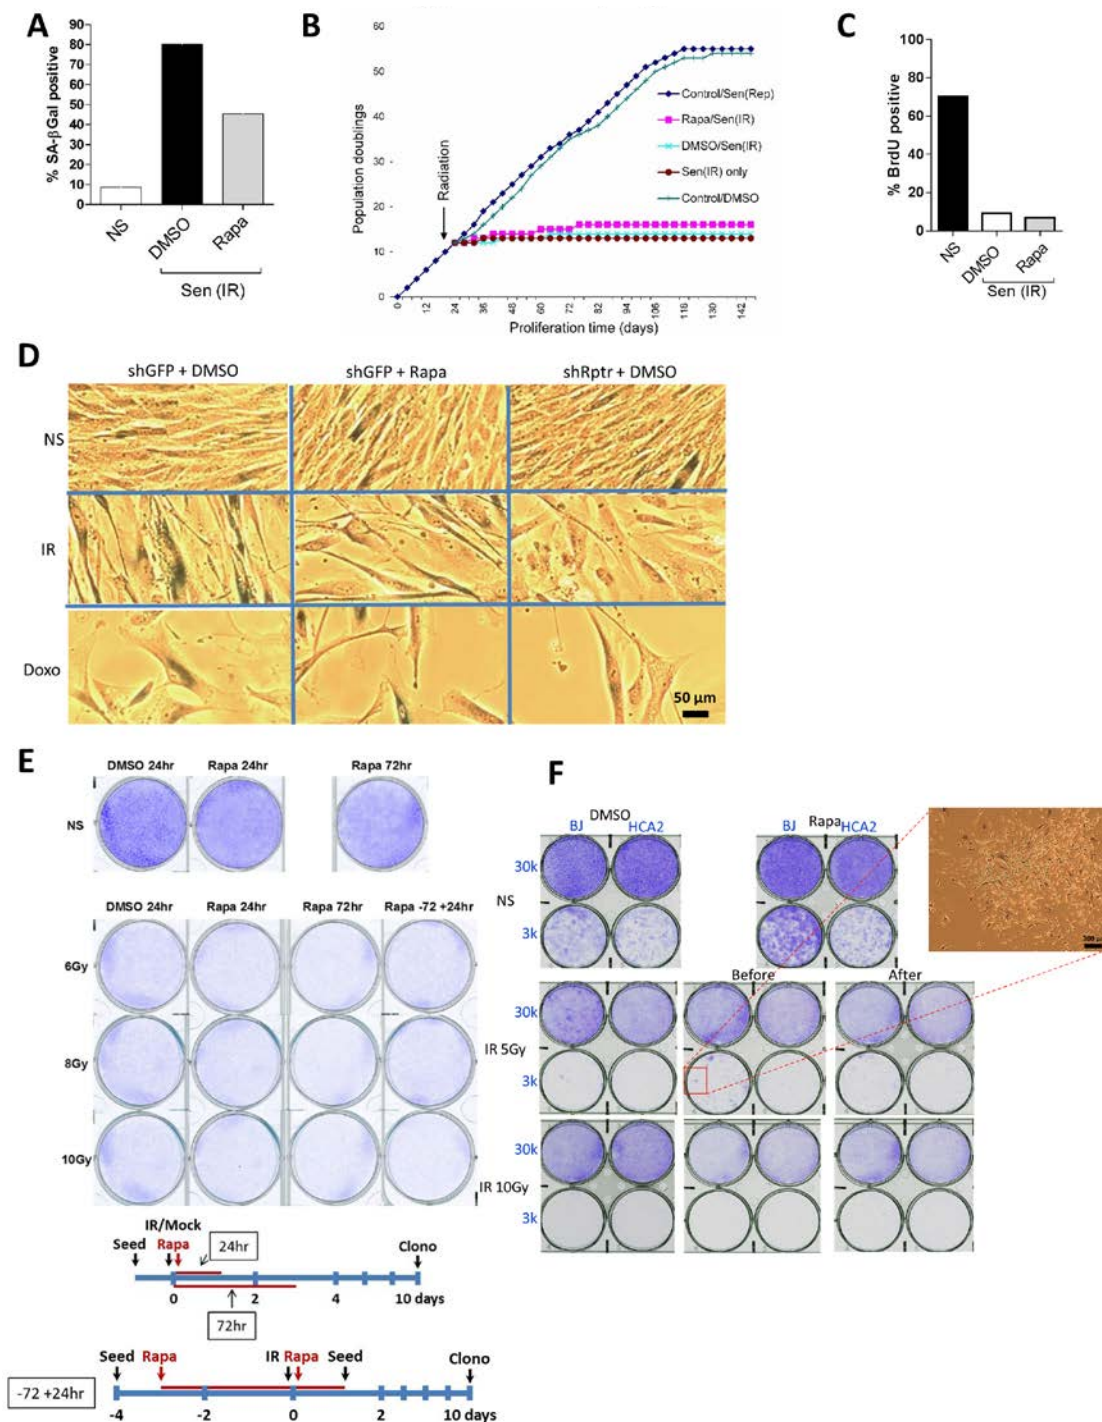 A
% SA-βGal positive
90
80
70
60
50
40
30
20
10
0
NS
DMSO
Rapa
Sen (IR)
B
Population doublings
60
50
40
30
20
10
0
Radiation
Control/Sen(Rep)
Rapa/Sen(IR)
DMSO/Sen(IR)
Sen(IR) only
Control/DMSO
0 12 24 36 48 60 72 82 94 106 118 130 142
Proliferation time (days)
C
% BrdU positive
100
80
60
40
20
0
NS
DMSO
Rapa
Sen (IR)
D
shGFP + DMSO shGFP + Rapa shRptr + DMSO
NS
IR
Doxo
50 µm
E
DMSO 24hr Rapa 24hr Rapa 72hr
NS
DMSO 24hr Rapa 24hr Rapa 72hr Rapa -72 +24hr
6Gy
8Gy
10Gy
IR/Mock
Seed Rapa 24hr Clono
0 2 4 10 days
72hr
Seed Rapa IR Rapa Seed Clono
-72 +24hr
-4 -2 0 2 10 days
F
DMSO Rapa
BJ HCA2 BJ HCA2
30k
NS
3k
Before After
30k
IR 5Gy
3k
30k
IR 10Gy
3k